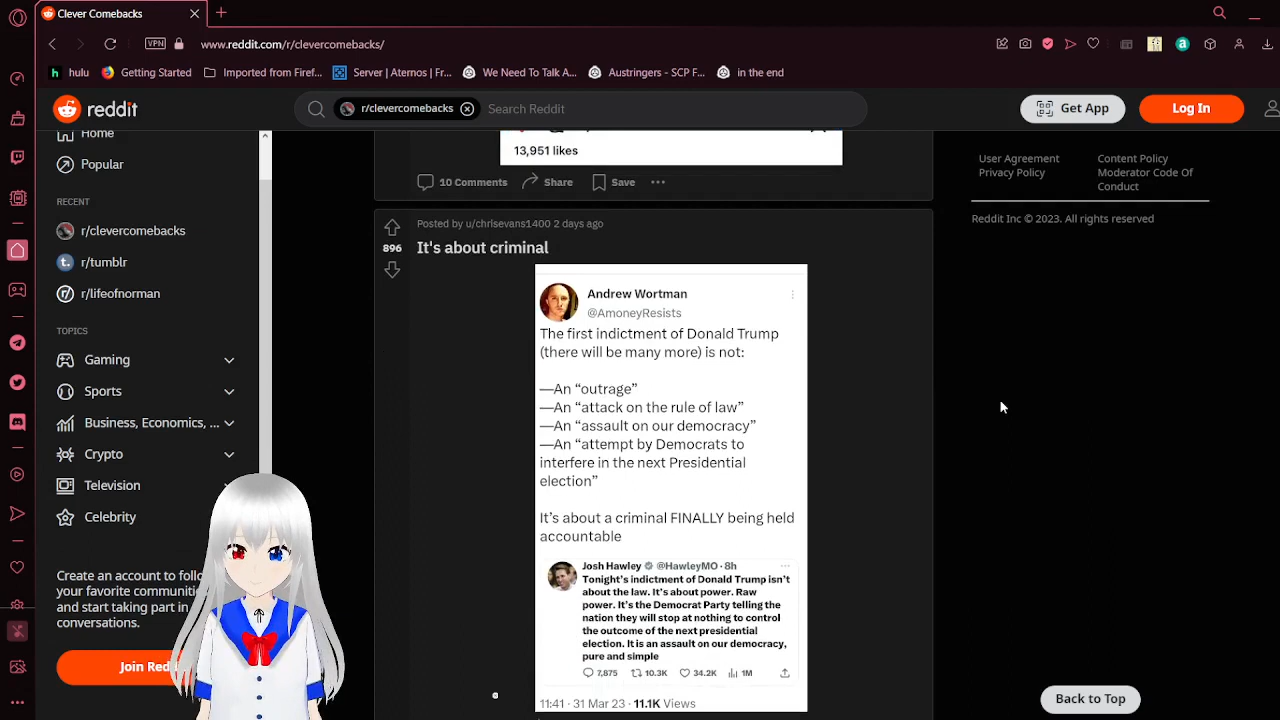 Clever Comebacks
VPN
www.reddit.com/r/clevercomebacks/
hulu
Getting Started
Imported from Firef...
Server | Aternos | Fr...
We Need To Talk A...
Austringers - SCP F...
in the end
reddit
r/clevercomebacks
Search Reddit
Get App
Log In
Home
Popular
RECENT
r/clevercomebacks
r/tumblr
r/lifeofnorman
TOPICS
Gaming
Sports
Business, Economics, ...
Crypto
Television
Celebrity
Create an account to follo
your favorite communiti
and start taking part in
conversations.
Join Red
13,951 likes
10 Comments
Share
Save
Posted by u/chrisevans1400 2 days ago
896
It's about criminal
Andrew Wortman
@AmoneyResists
The first indictment of Donald Trump
(there will be many more) is not:
—An “outrage”
—An “attack on the rule of law”
—An “assault on our democracy”
—An “attempt by Democrats to
interfere in the next Presidential
election”
It’s about a criminal FINALLY being held
accountable
Josh Hawley @HawleyMO · 8h
Tonight’s indictment of Donald Trump isn’t
about the law. It’s about power. Raw
power. It’s the Democrat Party telling the
nation they will stop at nothing to control
the outcome of the next presidential
election. It is an assault on our democracy,
pure and simple
7,875 10.3K 34.2K 1M
11:41 · 31 Mar 23 · 11.1K Views
User Agreement
Privacy Policy
Content Policy
Moderator Code Of
Conduct
Reddit Inc © 2023. All rights reserved
Back to Top